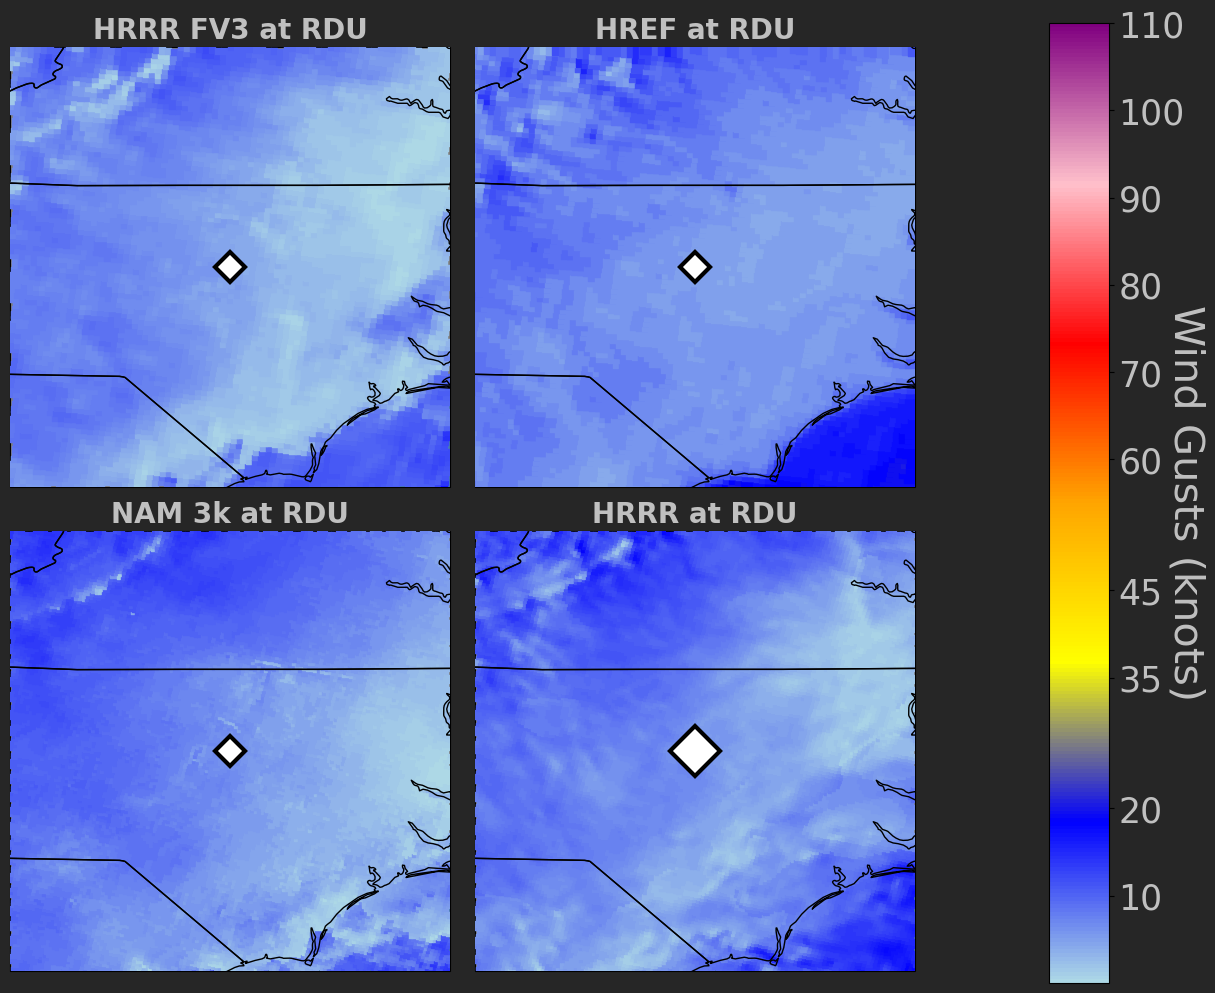 HRRR FV3 at RDU
HREF at RDU
NAM 3k at RDU
HRRR at RDU
110
100
90
80
70
60
45
35
20
10
Wind Gusts (knots)